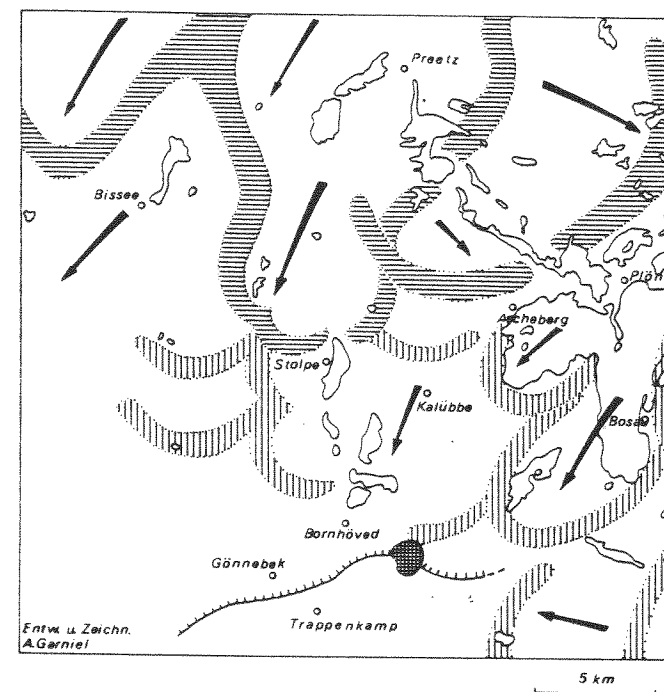 Preetz
Bissee
Plön
Ascheberg
Stolpe
Kalübbe
Bosau
Bornhöved
Gönnebek
Trappenkamp
Entw. u. Zeichn.
A.Garniel
5 km